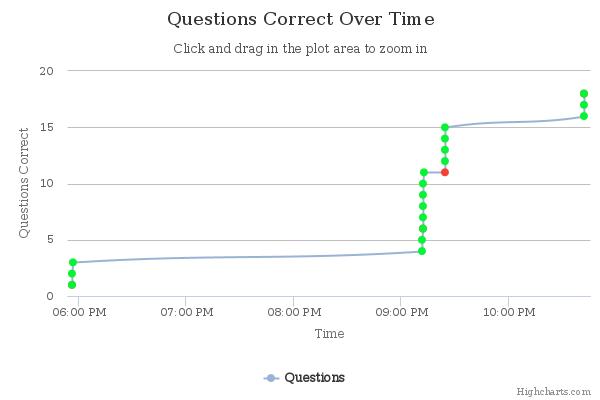 Questions Correct Over Time
Click and drag in the plot area to zoom in
Questions Correct
20
15
10
5
0
06:00 PM 07:00 PM 08:00 PM 09:00 PM 10:00 PM
Time
Questions
Highcharts.com